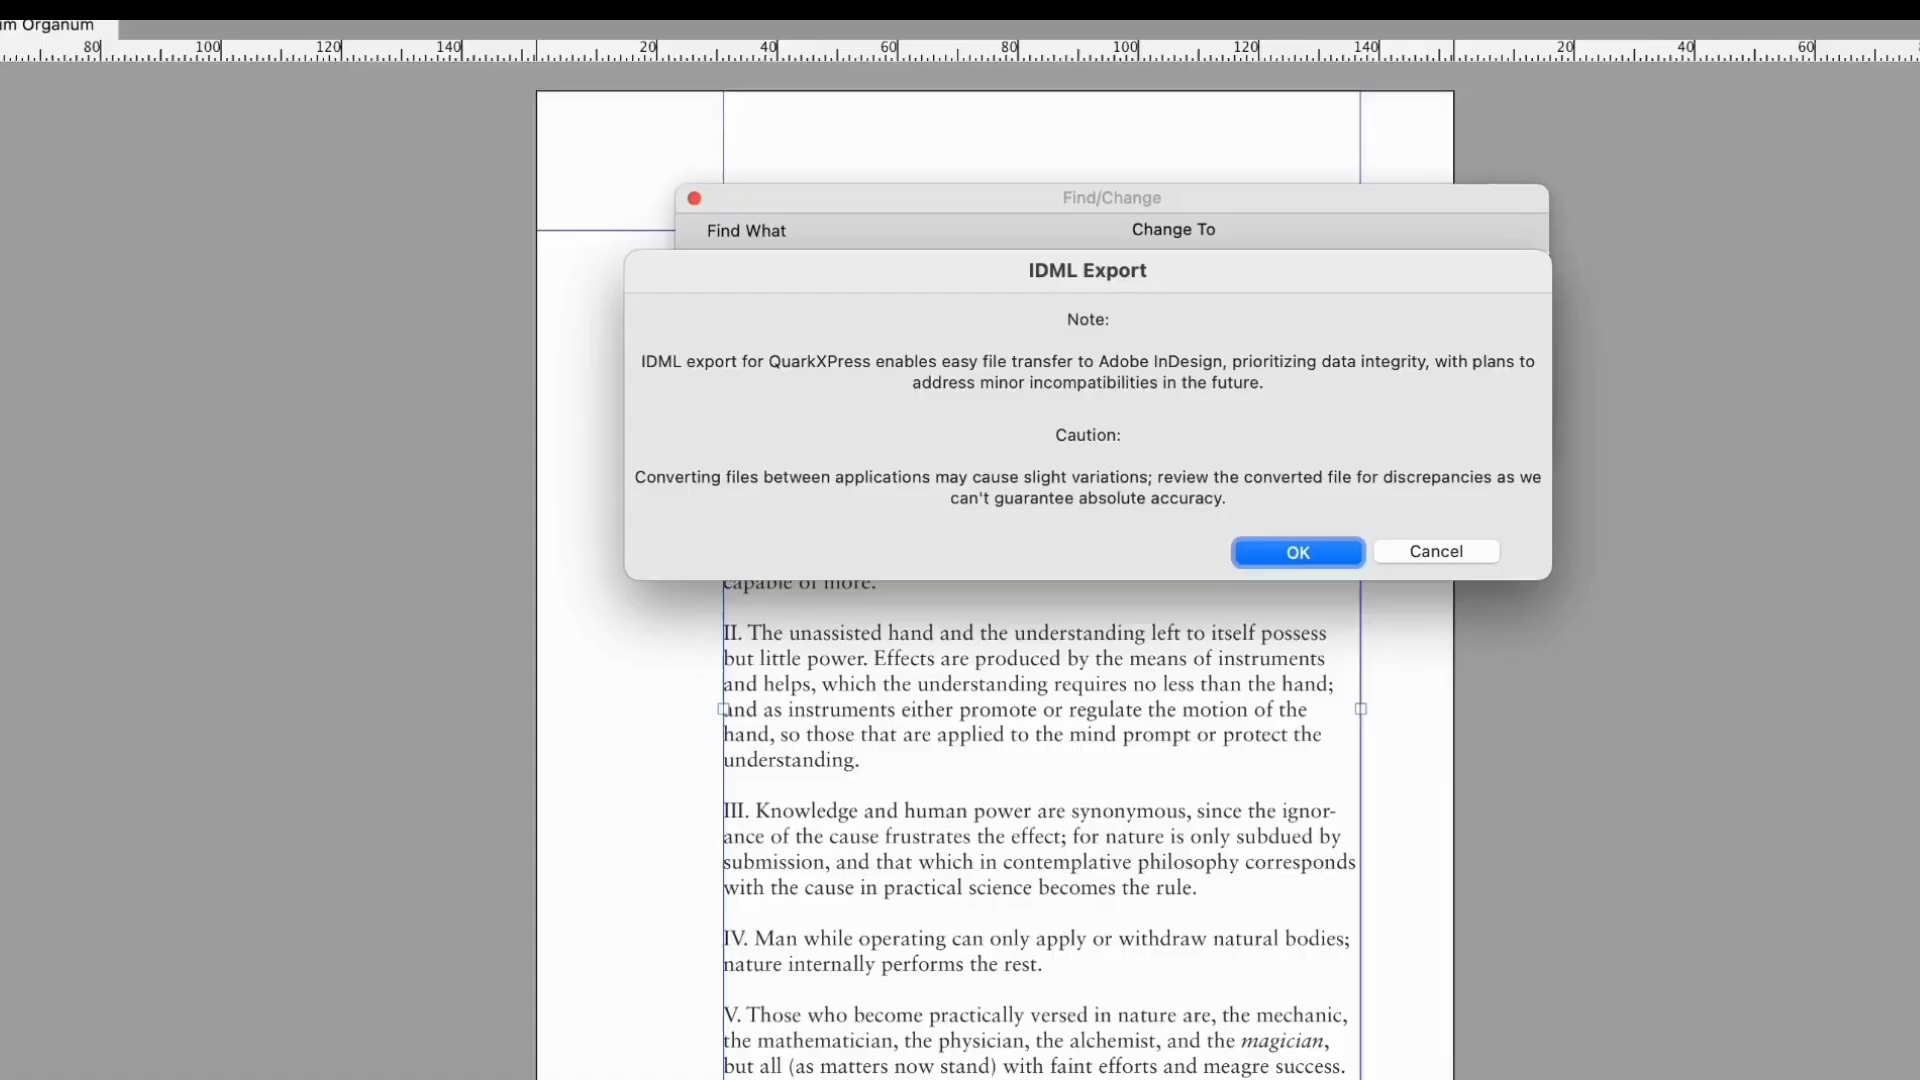 im Organum
80 100 120 140 20 40 60 80 100 120 140 20 40 60
Find/Change
Find What Change To
IDML Export
Note:
IDML export for QuarkXPress enables easy file transfer to Adobe InDesign, prioritizing data integrity, with plans to
address minor incompatibilities in the future.
Caution:
Converting files between applications may cause slight variations; review the converted file for discrepancies as we
can't guarantee absolute accuracy.
OK Cancel
capable of more.
II. The unassisted hand and the understanding left to itself possess
but little power. Effects are produced by the means of instruments
and helps, which the understanding requires no less than the hand;
and as instruments either promote or regulate the motion of the
hand, so those that are applied to the mind prompt or protect the
understanding.
III. Knowledge and human power are synonymous, since the ignor-
ance of the cause frustrates the effect; for nature is only subdued by
submission, and that which in contemplative philosophy corresponds
with the cause in practical science becomes the rule.
IV. Man while operating can only apply or withdraw natural bodies;
nature internally performs the rest.
V. Those who become practically versed in nature are, the mechanic,
the mathematician, the physician, the alchemist, and the magician,
but all (as matters now stand) with faint efforts and meagre success.